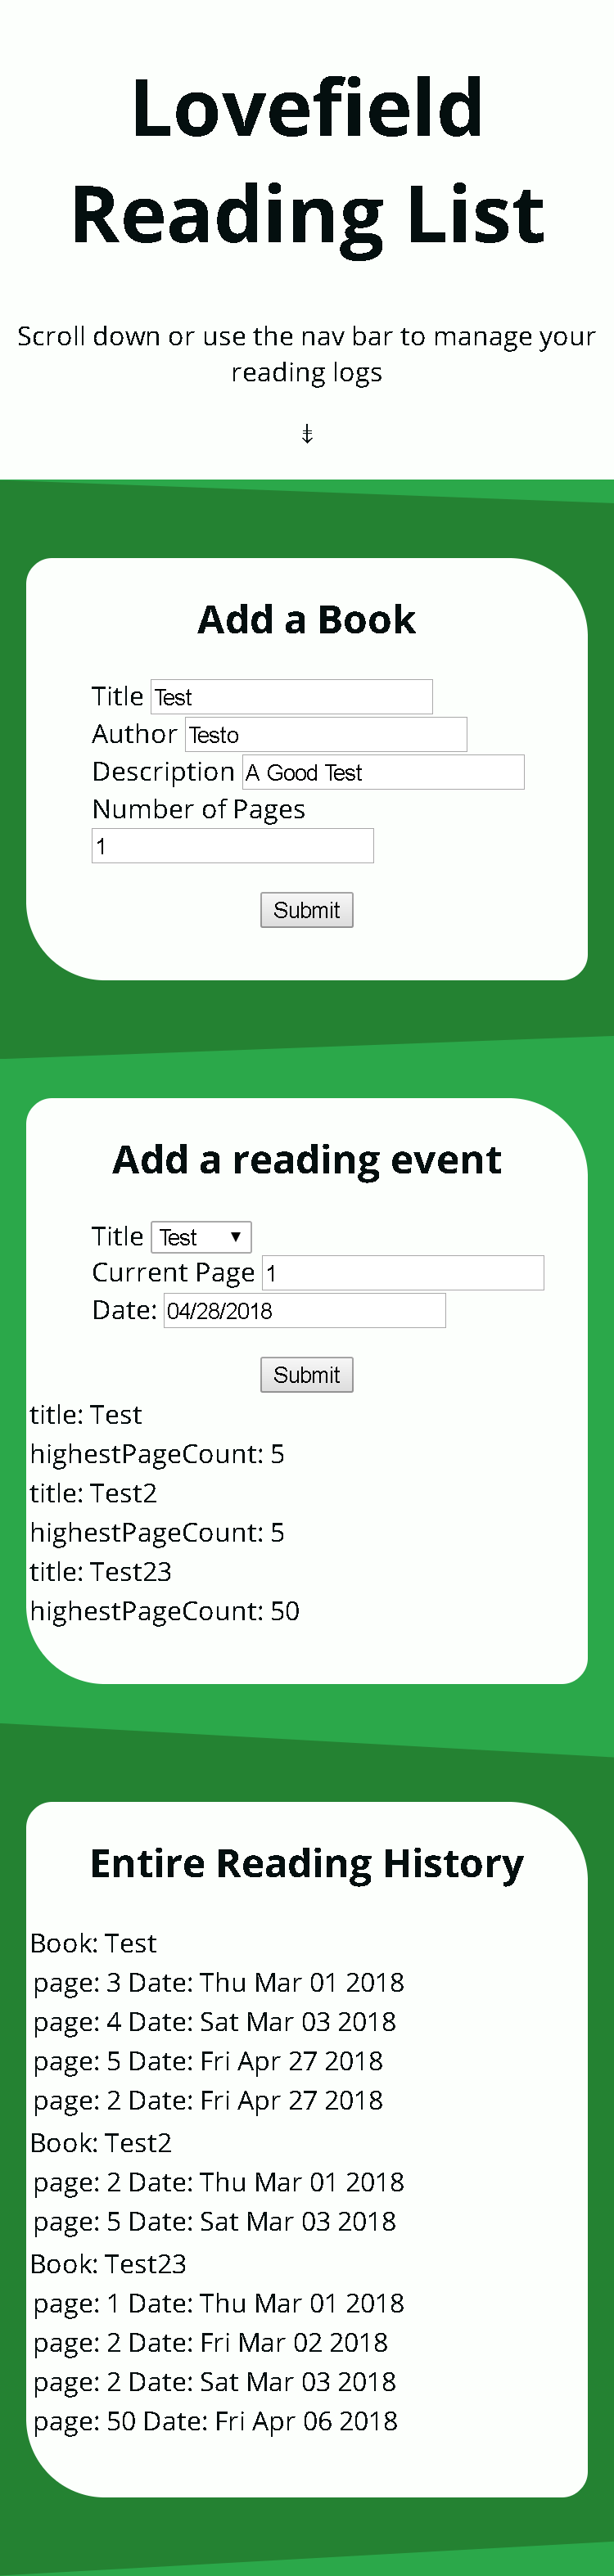 Lovefield
Reading List
Scroll down or use the nav bar to manage your
reading logs
⇟
Add a Book
Title Test
Author Testo
Description A Good Test
Number of Pages
1
Submit
Add a reading event
Title Test ▼
Current Page 1
Date: 04/28/2018
Submit
title: Test
highestPageCount: 5
title: Test2
highestPageCount: 5
title: Test23
highestPageCount: 50
Entire Reading History
Book: Test
page: 3 Date: Thu Mar 01 2018
page: 4 Date: Sat Mar 03 2018
page: 5 Date: Fri Apr 27 2018
page: 2 Date: Fri Apr 27 2018
Book: Test2
page: 2 Date: Thu Mar 01 2018
page: 5 Date: Sat Mar 03 2018
Book: Test23
page: 1 Date: Thu Mar 01 2018
page: 2 Date: Fri Mar 02 2018
page: 2 Date: Sat Mar 03 2018
page: 50 Date: Fri Apr 06 2018